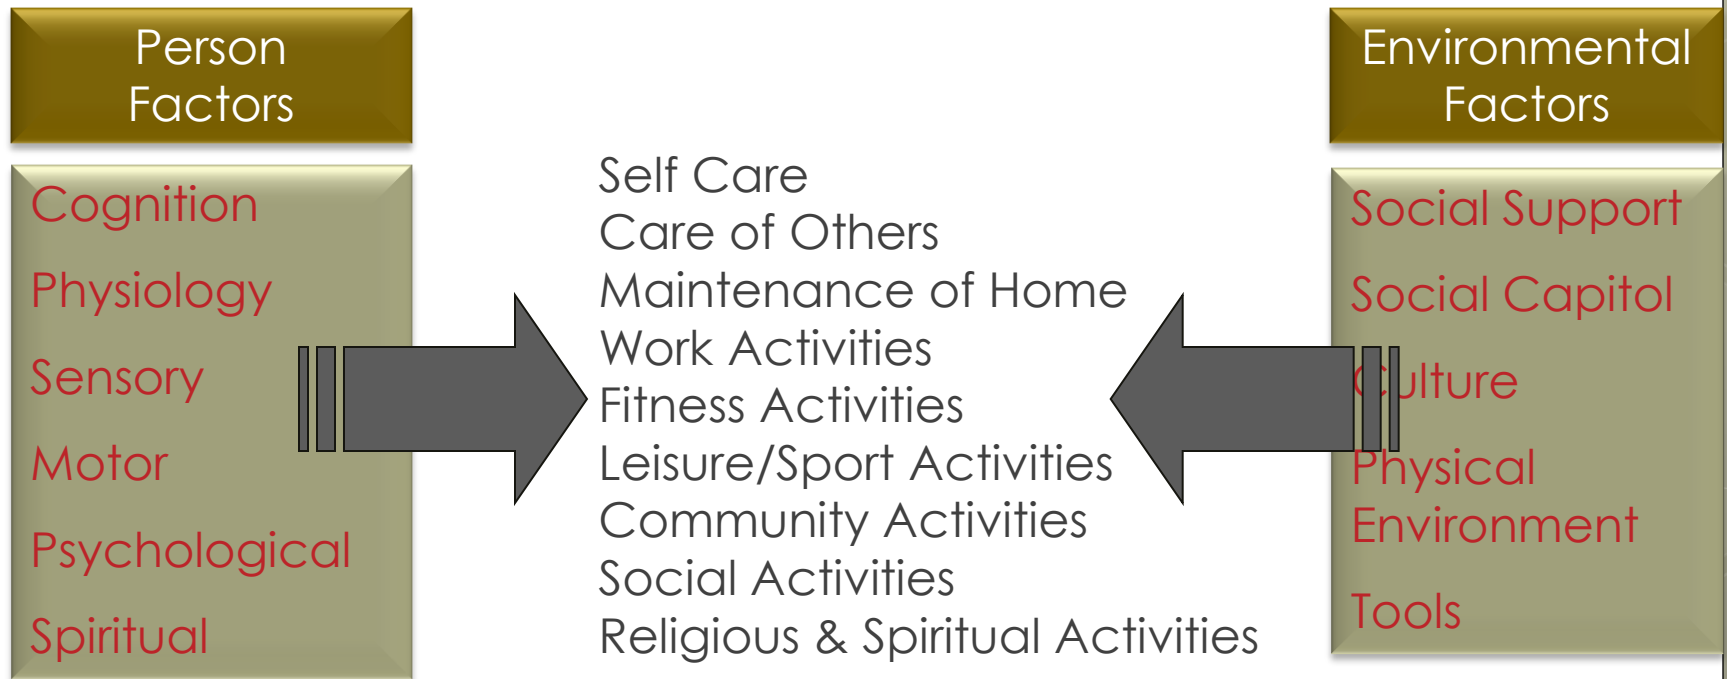 Person
Factors
Cognition
Physiology
Sensory
Motor
Psychological
Spiritual
Self Care
Care of Others
Maintenance of Home
Work Activities
Fitness Activities
Leisure/Sport Activities
Community Activities
Social Activities
Religious & Spiritual Activities
Environmental
Factors
Social Support
Social Capitol
Culture
Physical
Environment
Tools